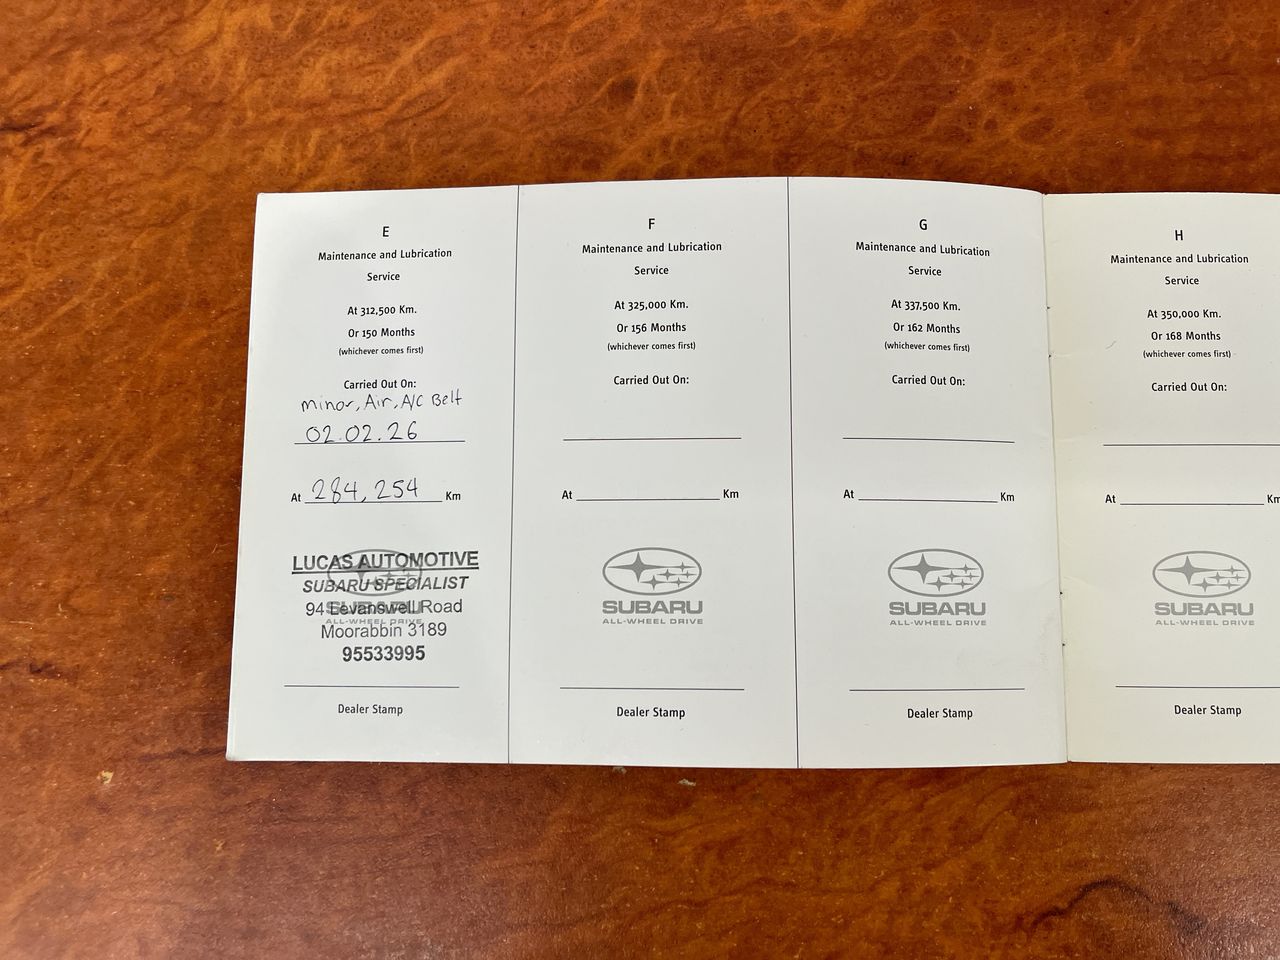 E
Maintenance and Lubrication
Service
At 312,500 Km.
Or 150 Months
(whichever comes first)
Carried Out On:
Minor, Air, A/C Belt
02.02.26
At 284,254 Km
LUCAS AUTOMOTIVE
SUBARU SPECIALIST
94 Levanswell Road
Moorabbin 3189
95533995
SUBARU
ALL-WHEEL DRIVE
Dealer Stamp
F
Maintenance and Lubrication
Service
At 325,000 Km.
Or 156 Months
(whichever comes first)
Carried Out On:
At Km
SUBARU
ALL-WHEEL DRIVE
Dealer Stamp
G
Maintenance and Lubrication
Service
At 337,500 Km.
Or 162 Months
(whichever comes first)
Carried Out On:
At Km
SUBARU
ALL-WHEEL DRIVE
Dealer Stamp
H
Maintenance and Lubrication
Service
At 350,000 Km.
Or 168 Months
(whichever comes first)
Carried Out On:
At Km
SUBARU
ALL-WHEEL DRIVE
Dealer Stamp